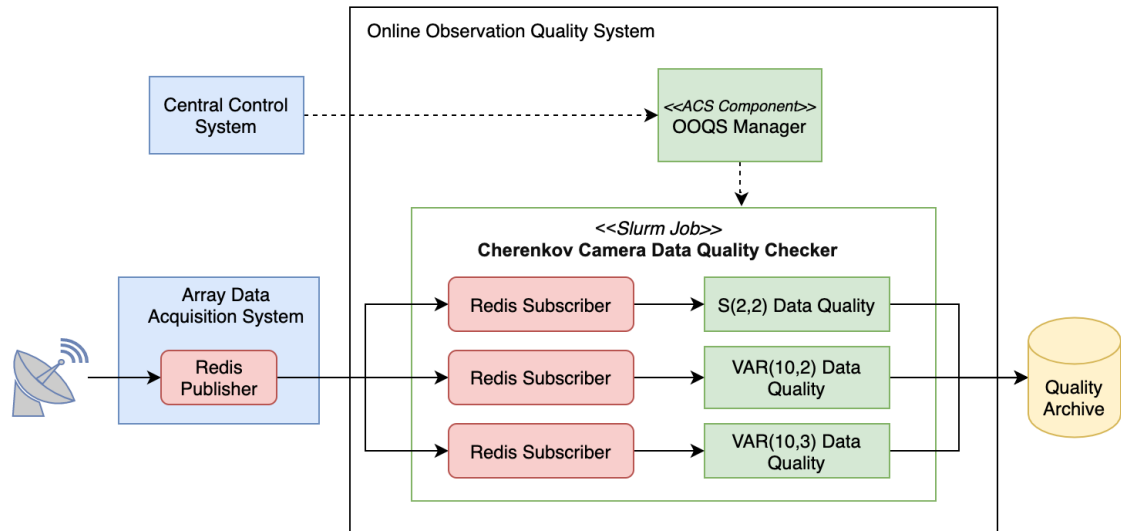 Online Observation Quality System
Central Control
System
<<ACS Component>>
OOQS Manager
<<Slurm Job>>
Cherenkov Camera Data Quality Checker
Array Data
Acquisition System
Redis
Publisher
Redis Subscriber
S(2,2) Data Quality
Redis Subscriber
VAR(10,2) Data
Quality
Redis Subscriber
VAR(10,3) Data
Quality
Quality
Archive